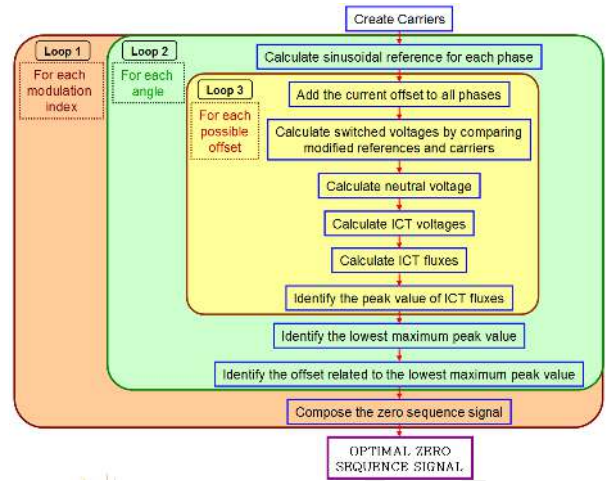 Create Carriers
Loop 1
Loop 2
Calculate sinusoidal reference for each phase
For each
modulation
index
For each
angle
Loop 3
Add the current offset to all phases
For each
possible
offset
Calculate switched voltages by comparing
modified references and carriers
Calculate neutral voltage
Calculate ICT voltages
Calculate ICT fluxes
Identify the peak value of ICT fluxes
Identify the lowest maximum peak value
Identify the offset related to the lowest maximum peak value
Compose the zero sequence signal
OPTIMAL ZERO
SEQUENCE SIGNAL